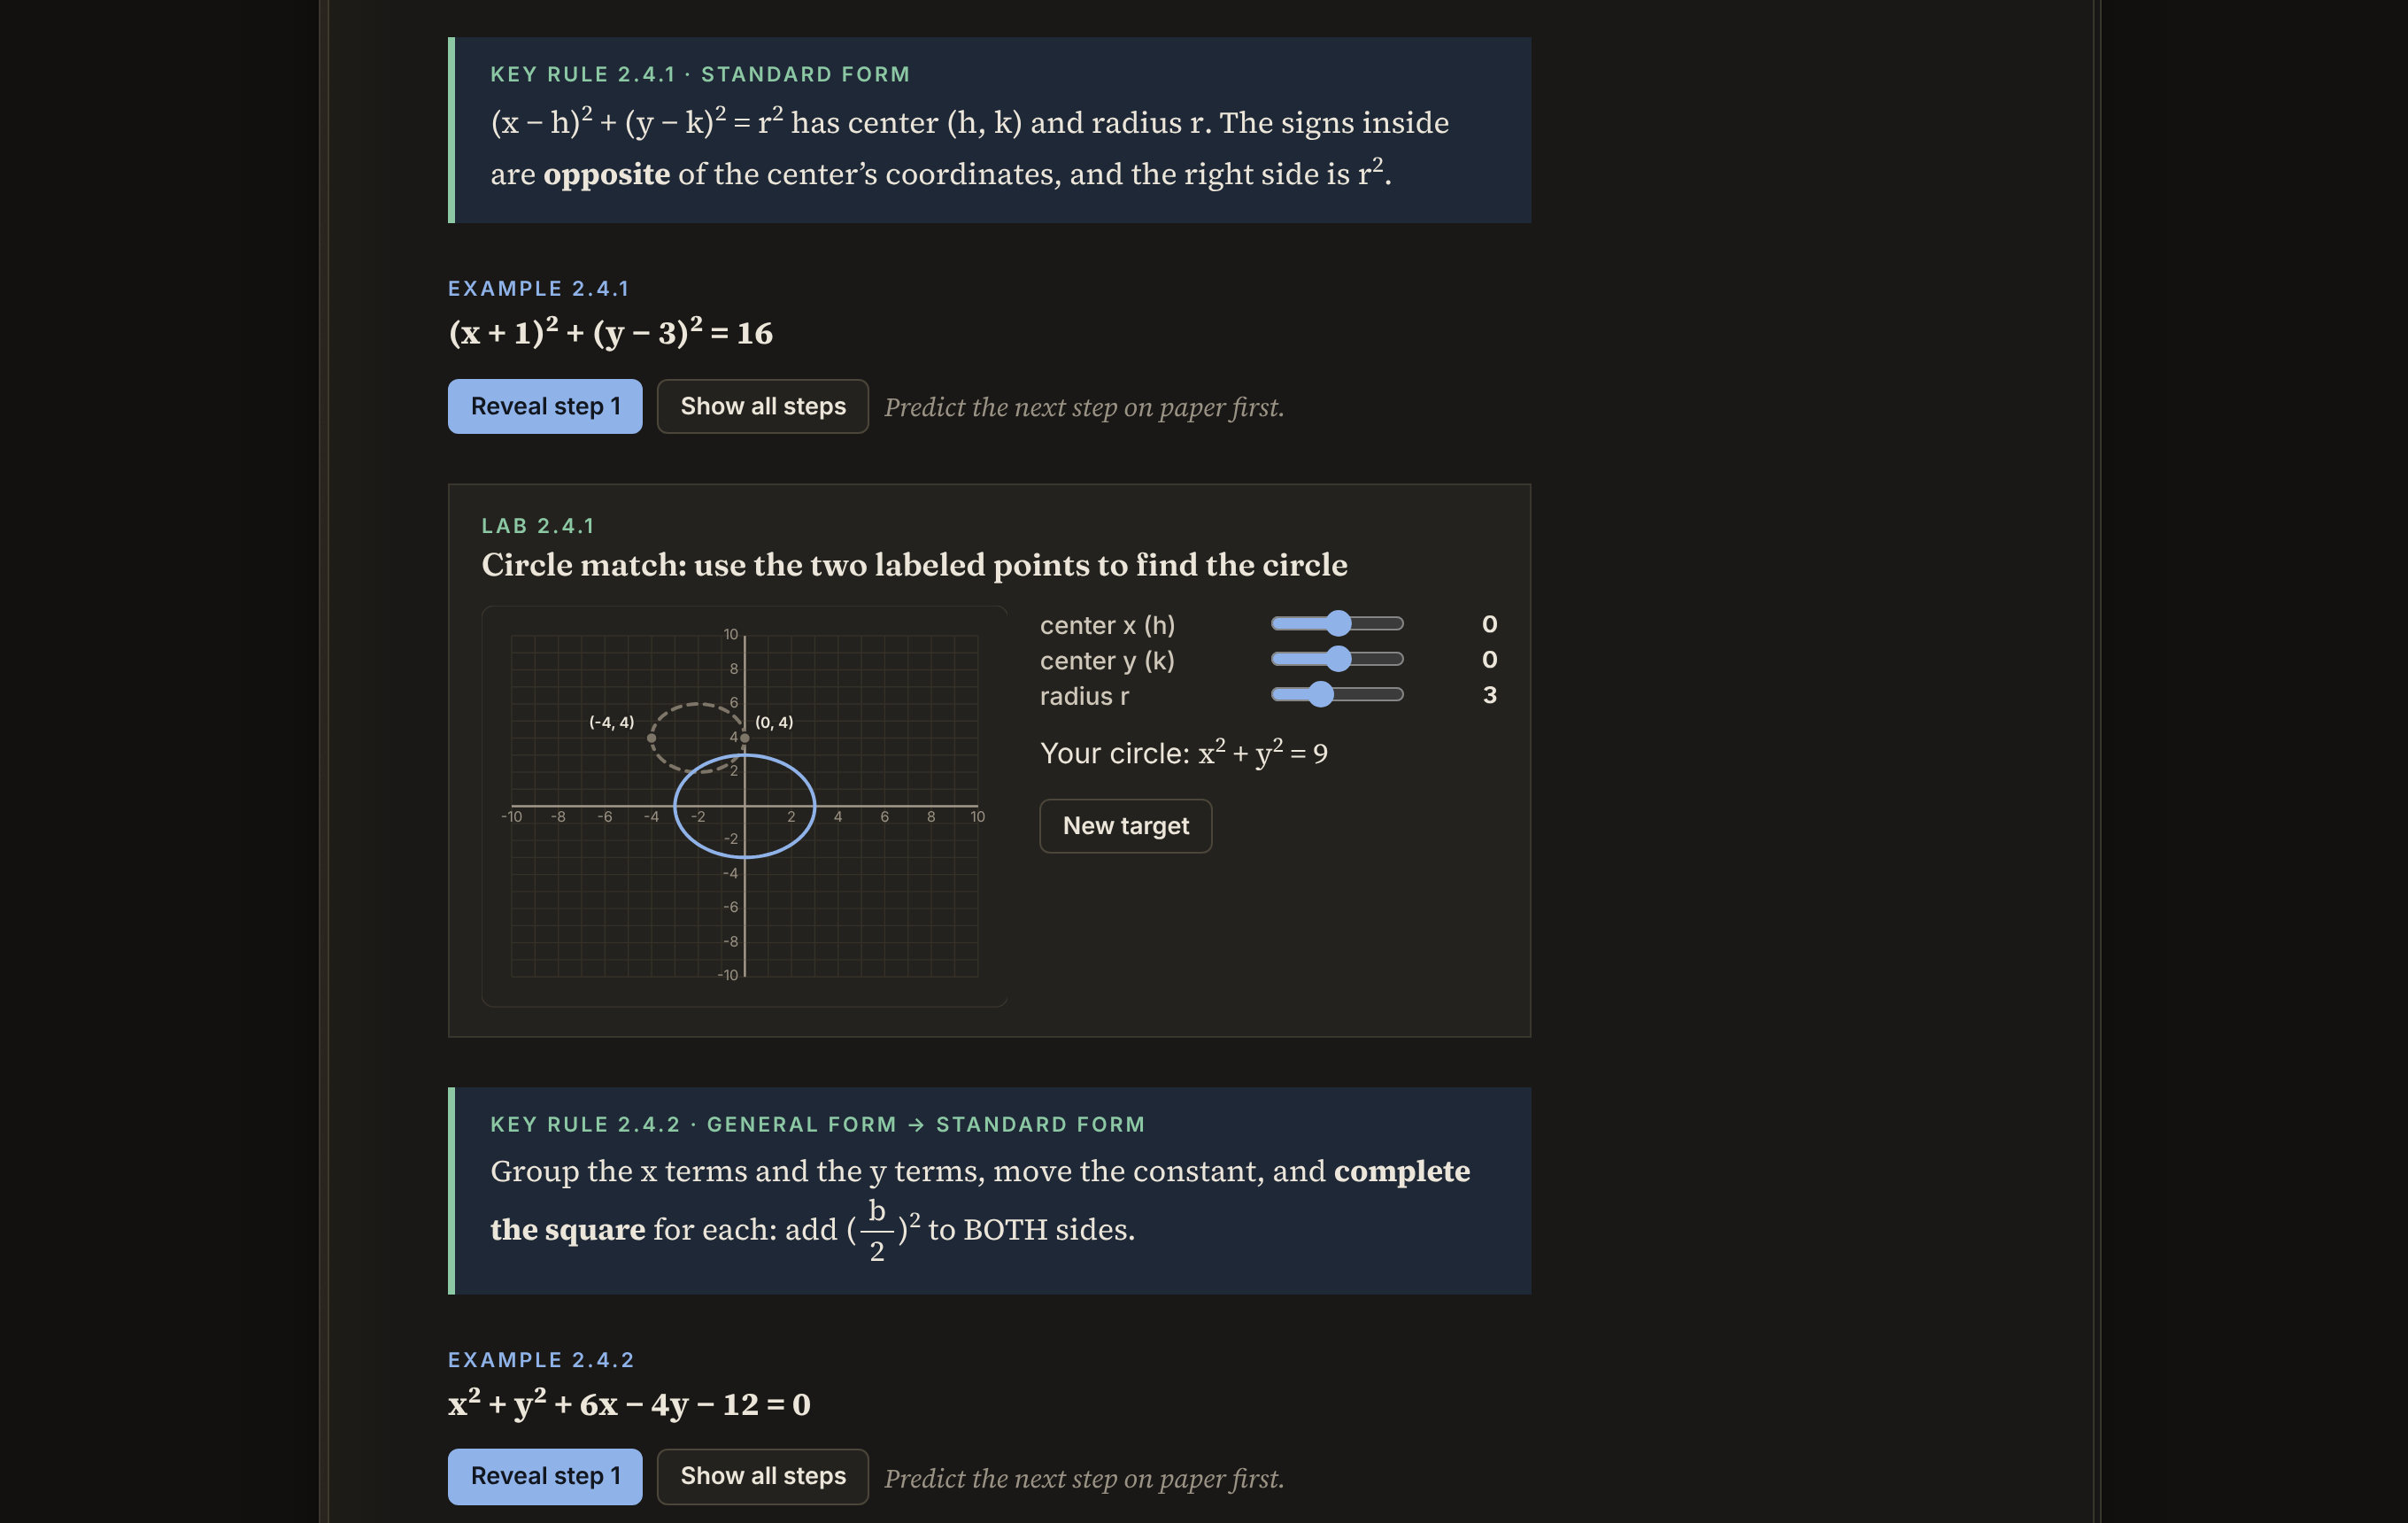 KEY RULE 2.4.1 · STANDARD FORM
(x − h)² + (y − k)² = r² has center (h, k) and radius r. The signs inside
are opposite of the center’s coordinates, and the right side is r².
EXAMPLE 2.4.1
(x + 1)² + (y − 3)² = 16
Reveal step 1 Show all steps Predict the next step on paper first.
LAB 2.4.1
Circle match: use the two labeled points to find the circle
10
8
6
(-4, 4) (0, 4)
4
2
-10 -8 -6 -4 -2 2 4 6 8 10
-2
-4
-6
-8
-10
center x (h) 0
center y (k) 0
radius r 3
Your circle: x² + y² = 9
New target
KEY RULE 2.4.2 · GENERAL FORM → STANDARD FORM
Group the x terms and the y terms, move the constant, and complete
the square for each: add (b/2)² to BOTH sides.
EXAMPLE 2.4.2
x² + y² + 6x − 4y − 12 = 0
Reveal step 1 Show all steps Predict the next step on paper first.